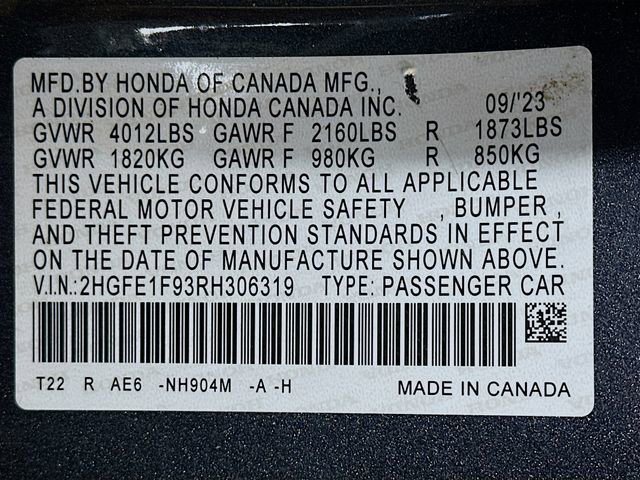 MFD.BY HONDA OF CANADA MFG.,
A DIVISION OF HONDA CANADA INC. 09/'23
GVWR 4012LBS GAWR F 2160LBS R 1873LBS
GVWR 1820KG GAWR F 980KG R 850KG
THIS VEHICLE CONFORMS TO ALL APPLICABLE
FEDERAL MOTOR VEHICLE SAFETY , BUMPER ,
AND THEFT PREVENTION STANDARDS IN EFFECT
ON THE DATE OF MANUFACTURE SHOWN ABOVE.
V.I.N.:2HGFE1F93RH306319 TYPE: PASSENGER CAR
T22 R AE6 -NH904M -A -H MADE IN CANADA